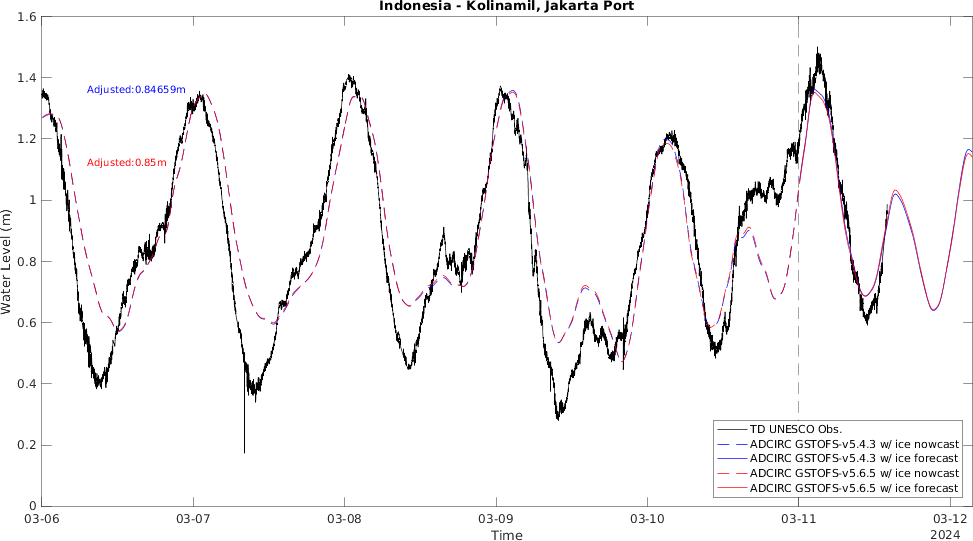 Indonesia - Kolinamil, Jakarta Port
1.6
1.4
1.2
1
0.8
0.6
0.4
0.2
0
Water Level (m)
Adjusted:0.84659m
Adjusted:0.85m
TD UNESCO Obs.
ADCIRC GSTOFS-v5.4.3 w/ ice nowcast
ADCIRC GSTOFS-v5.4.3 w/ ice forecast
ADCIRC GSTOFS-v5.6.5 w/ ice nowcast
ADCIRC GSTOFS-v5.6.5 w/ ice forecast
03-06 03-07 03-08 03-09 03-10 03-11 03-12
Time 2024